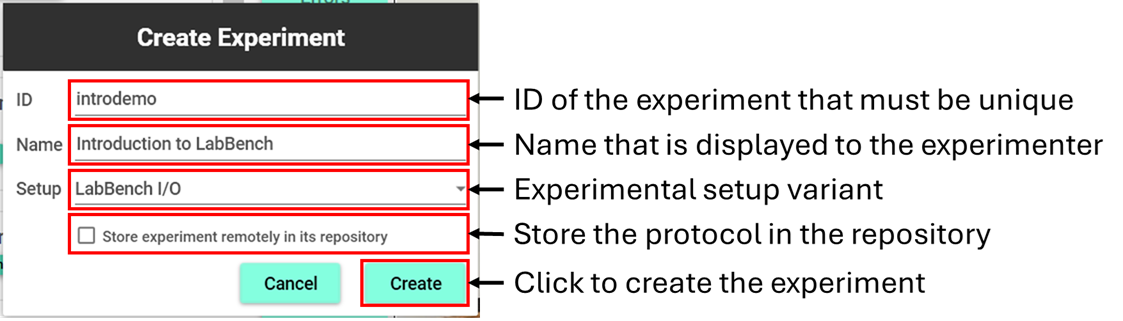 Errors
Create Experiment
ID introdemo ID of the experiment that must be unique
Name Introduction to LabBench Name that is displayed to the experimenter
Setup LabBench I/O Experimental setup variant
Store experiment remotely in its repository Store the protocol in the repository
Cancel Create Click to create the experiment